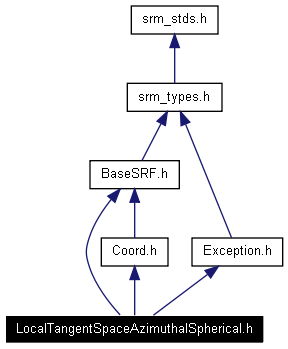 srm_stds.h
srm_types.h
BaseSRF.h
Coord.h
Exception.h
LocalTangentSpaceAzimuthalSpherical.h